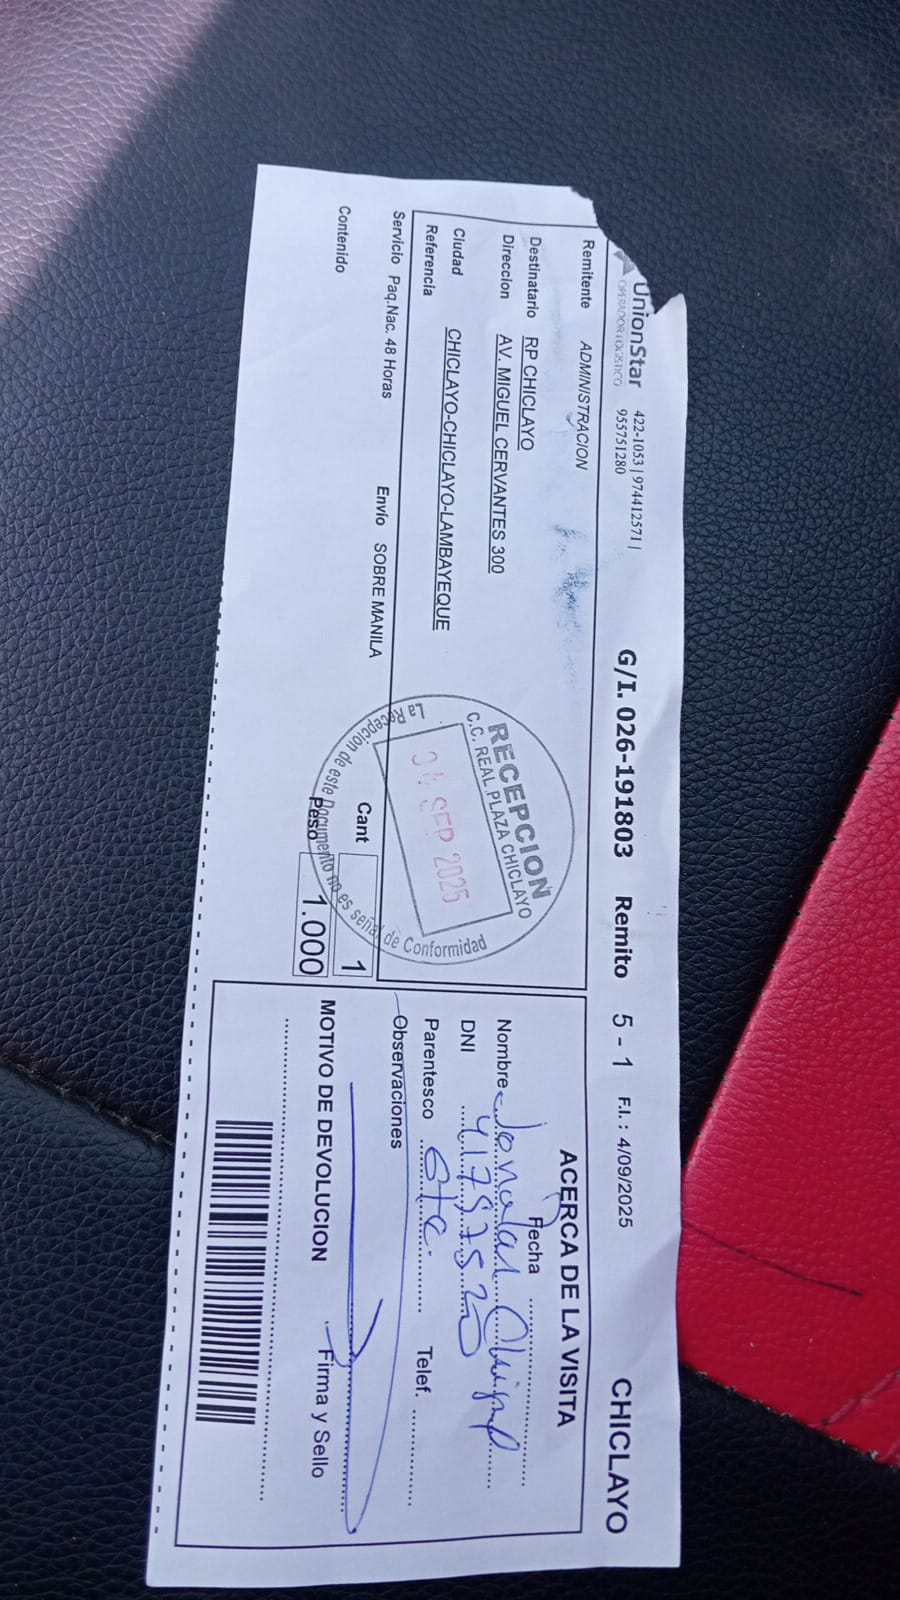 UnionStar
OPERADOR LOGISTICO
422-1053 | 974412571 |
955751280
G/I. 026-191803 Remito 5 - 1 F.I.: 4/09/2025 CHICLAYO
Remitente ADMINISTRACION
Destinatario RP CHICLAYO
Direccion AV. MIGUEL CERVANTES 300
Ciudad CHICLAYO-CHICLAYO-LAMBAYEQUE
Referencia
Servicio Paq.Nac. 48 Horas Envío SOBRE MANILA
Contenido
Cant 1
Peso 1.000
RECEPCION
C.C. REAL PLAZA CHICLAYO
SEP 2025
La Recepcion de este Documento no es señal de Conformidad
ACERCA DE LA VISITA
Fecha
Nombre
DNI
Parentesco Telef.
Observaciones
MOTIVO DE DEVOLUCION Firma y Sello